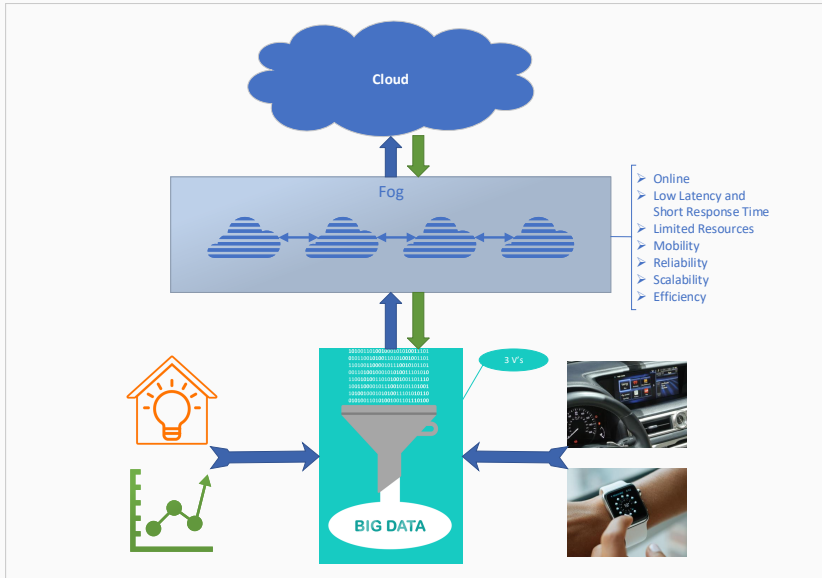 Cloud
Fog
Online
Low Latency and
Short Response Time
Limited Resources
Mobility
Reliability
Scalability
Efficiency
3 V's
BIG DATA